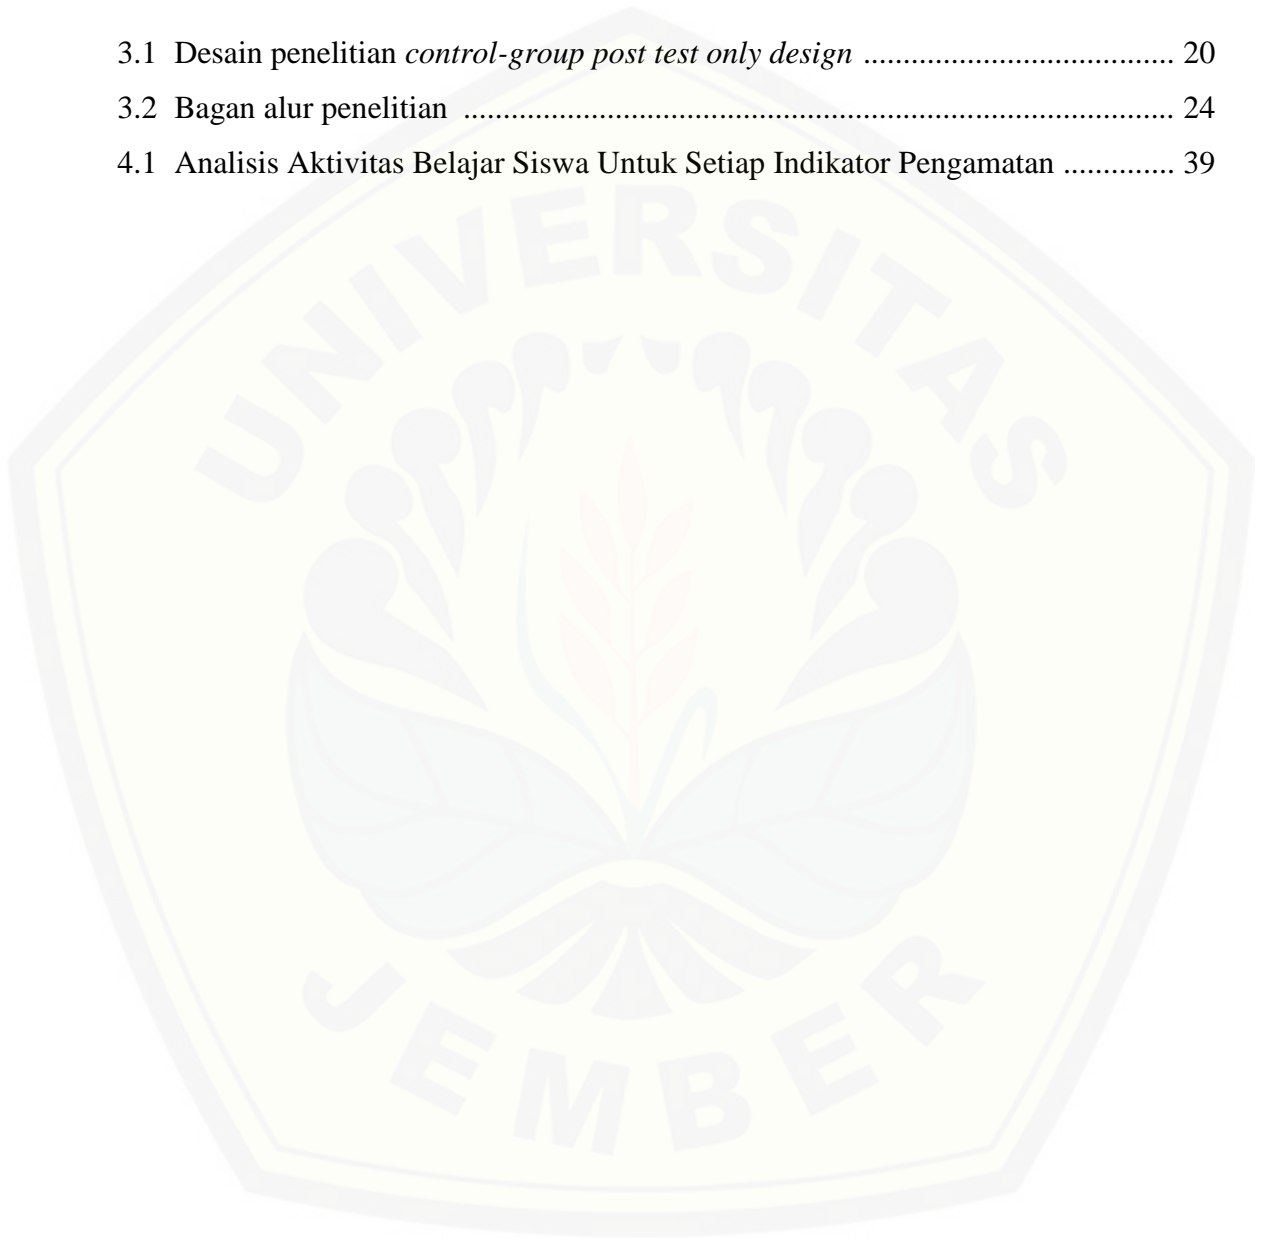 3.1 Desain penelitian control-group post test only design .................................... 20
3.2 Bagan alur penelitian ..................................................................................... 24
4.1 Analisis Aktivitas Belajar Siswa Untuk Setiap Indikator Pengamatan .............. 39
UNIVERSITAS
JEMBER